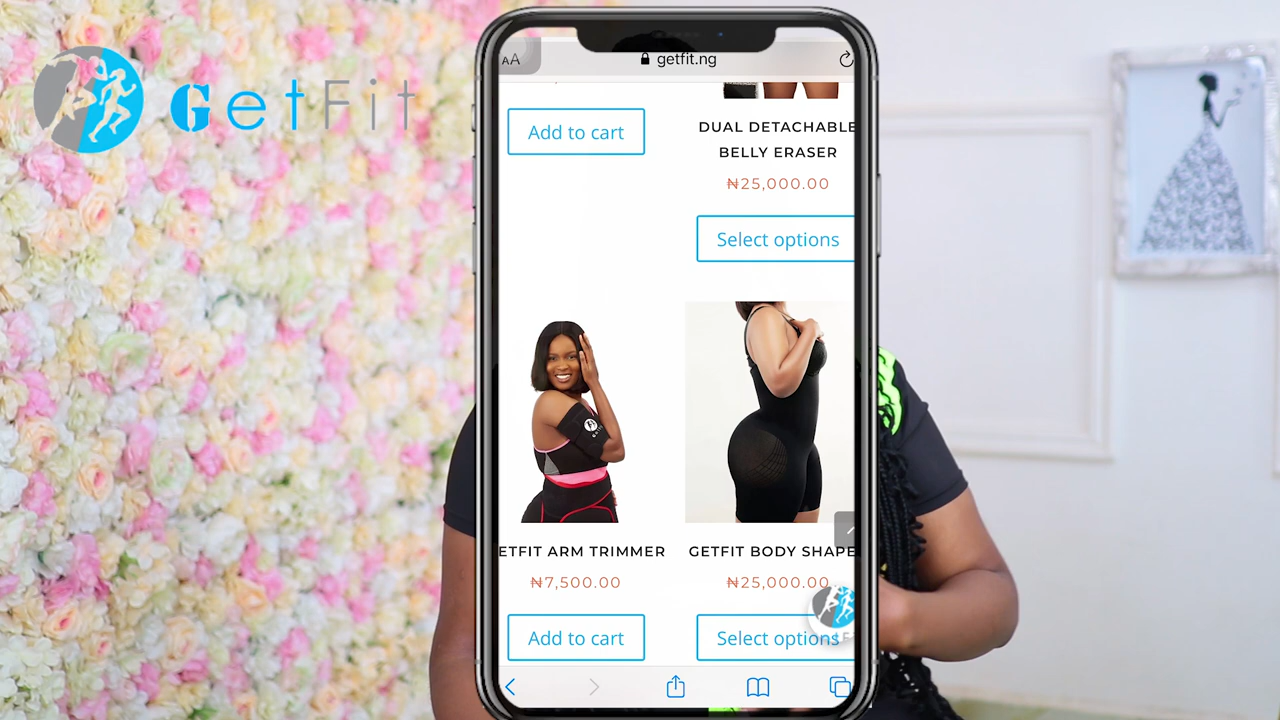 GetFit
AA
getfit.ng
Add to cart
DUAL DETACHABLE
BELLY ERASER
₦25,000.00
Select options
ETFIT ARM TRIMMER
₦7,500.00
Add to cart
GETFIT BODY SHAPE
₦25,000.00
Select options